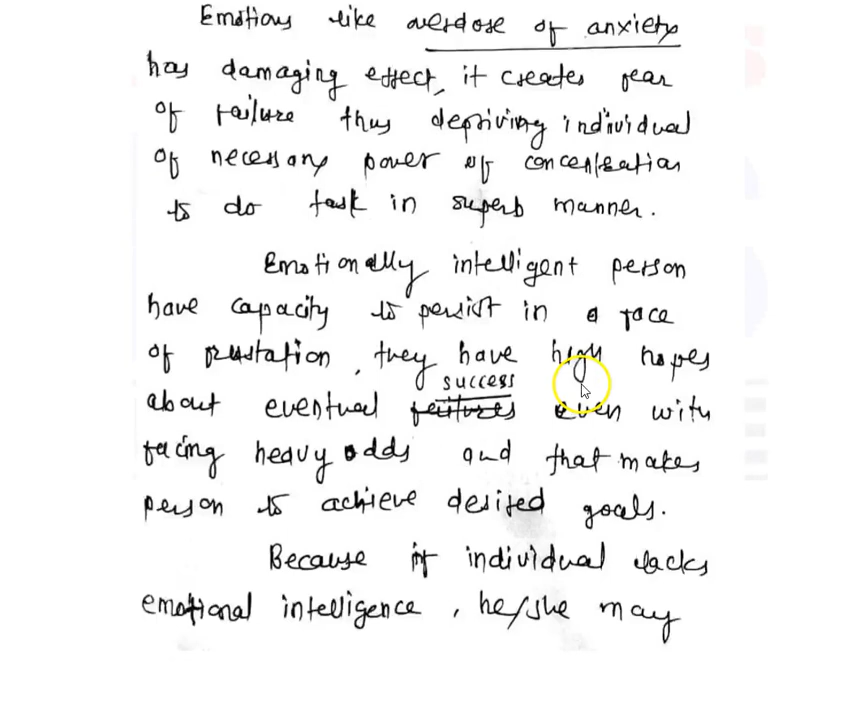 Emotions like overdose of anxiety
has damaging effect, it creates fear
of failure thus depriving individual
of necessary power of concentration
to do task in superb manner.
Emotionally intelligent person
have capacity to persist in a face
of frustation, they have high hopes
success
about eventual failures even with
facing heavy odds and that makes
person to achieve desired goals.
Because if individual lacks
emotional intelligence, he/she may